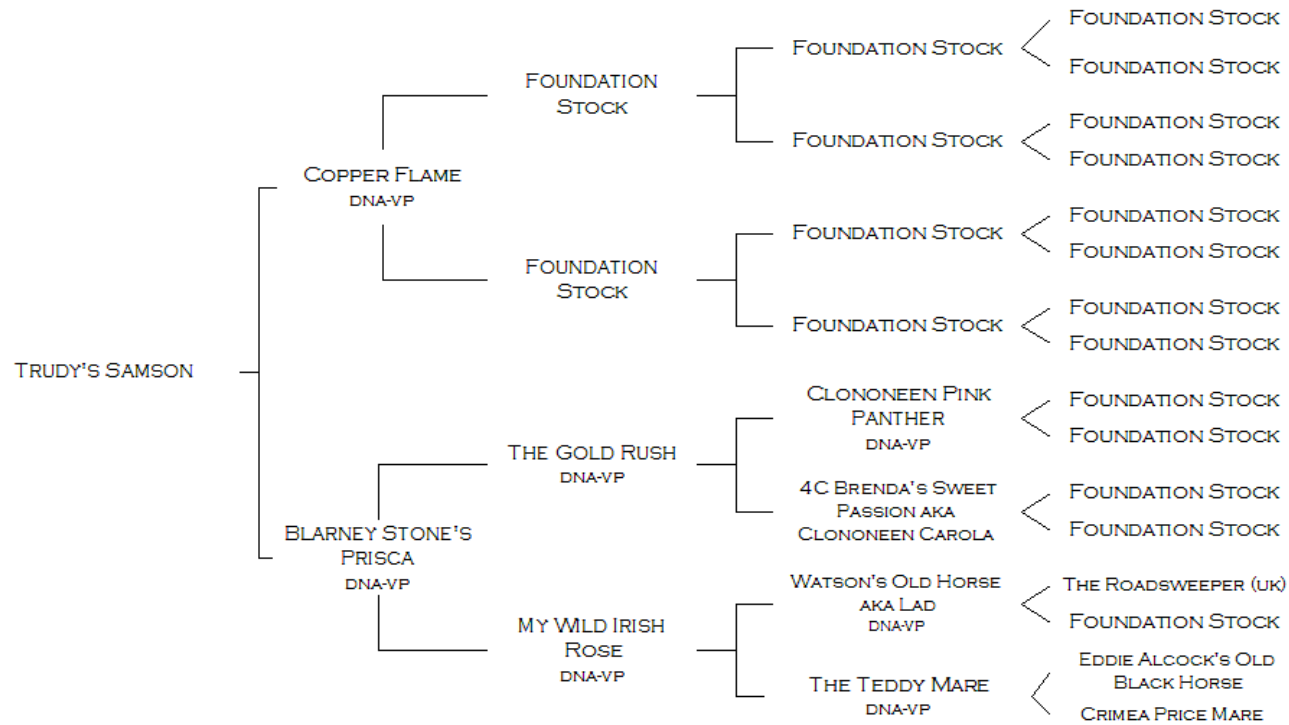 TRUDY'S SAMSON
COPPER FLAME
DNA-VP
BLARNEY STONE'S
PRISCA
DNA-VP
FOUNDATION
STOCK
FOUNDATION
STOCK
THE GOLD RUSH
DNA-VP
MY WILD IRISH
ROSE
DNA-VP
FOUNDATION STOCK
FOUNDATION STOCK
FOUNDATION STOCK
FOUNDATION STOCK
CLONONEEN PINK
PANTHER
DNA-VP
4C BRENDA'S SWEET
PASSION AKA
CLONONEEN CAROLA
WATSON'S OLD HORSE
AKA LAD
DNA-VP
THE TEDDY MARE
DNA-VP
FOUNDATION STOCK
FOUNDATION STOCK
FOUNDATION STOCK
FOUNDATION STOCK
FOUNDATION STOCK
FOUNDATION STOCK
FOUNDATION STOCK
FOUNDATION STOCK
FOUNDATION STOCK
FOUNDATION STOCK
FOUNDATION STOCK
FOUNDATION STOCK
THE ROADSWEEPER (UK)
FOUNDATION STOCK
EDDIE ALCOCK'S OLD
BLACK HORSE
CRIMEA PRICE MARE